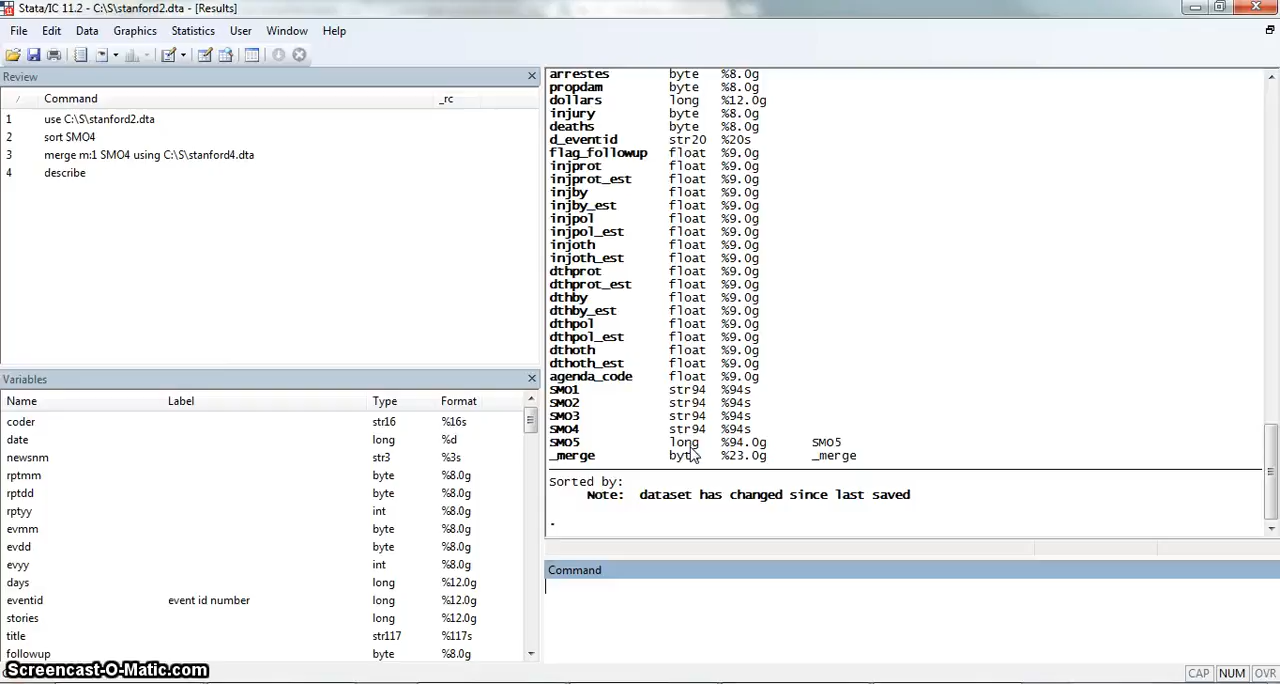 Stata/IC 11.2 - C:\S\stanford2.dta - [Results]
File Edit Data Graphics Statistics User Window Help
Review
/ Command _rc
1 use C:\S\stanford2.dta
2 sort SMO4
3 merge m:1 SMO4 using C:\S\stanford4.dta
4 describe
Variables
Name Label Type Format
coder str16 %16s
date long %d
newsnm str3 %3s
rptmm byte %8.0g
rptdd byte %8.0g
rptyy int %8.0g
evmm byte %8.0g
evdd byte %8.0g
evyy int %8.0g
days long %12.0g
eventid event id number long %12.0g
stories long %12.0g
title str117 %117s
followup byte %8.0g
arrestes byte %8.0g
propdam byte %8.0g
dollars long %12.0g
injury byte %8.0g
deaths byte %8.0g
d_eventid str20 %20s
flag_followup float %9.0g
injprot float %9.0g
injprot_est float %9.0g
injby float %9.0g
injby_est float %9.0g
injpol float %9.0g
injpol_est float %9.0g
injoth float %9.0g
injoth_est float %9.0g
dthprot float %9.0g
dthprot_est float %9.0g
dthby float %9.0g
dthby_est float %9.0g
dthpol float %9.0g
dthpol_est float %9.0g
dthoth float %9.0g
dthoth_est float %9.0g
agenda_code float %9.0g
SMO1 str94 %94s
SMO2 str94 %94s
SMO3 str94 %94s
SMO4 str94 %94s
SMO5 long %94.0g SMO5
_merge byte %23.0g _merge
Sorted by:
Note: dataset has changed since last saved
.
Command
Screencast-O-Matic.com
CAP NUM OVR